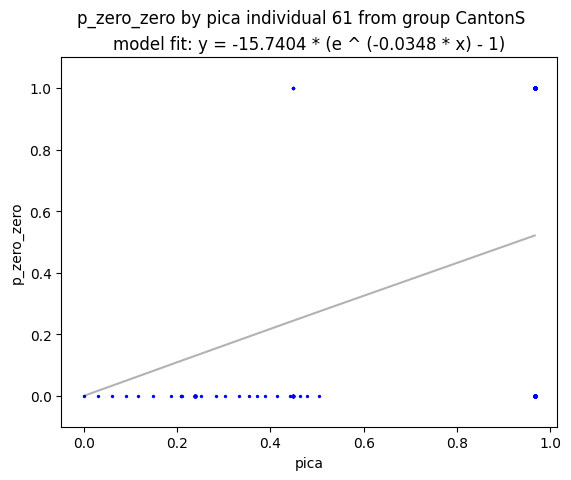 p_zero_zero by pica individual 61 from group CantonS
model fit: y = -15.7404 * (e ^ (-0.0348 * x) - 1)
1.0
0.8
0.6
0.4
0.2
0.0
p_zero_zero
0.0 0.2 0.4 0.6 0.8 1.0
pica